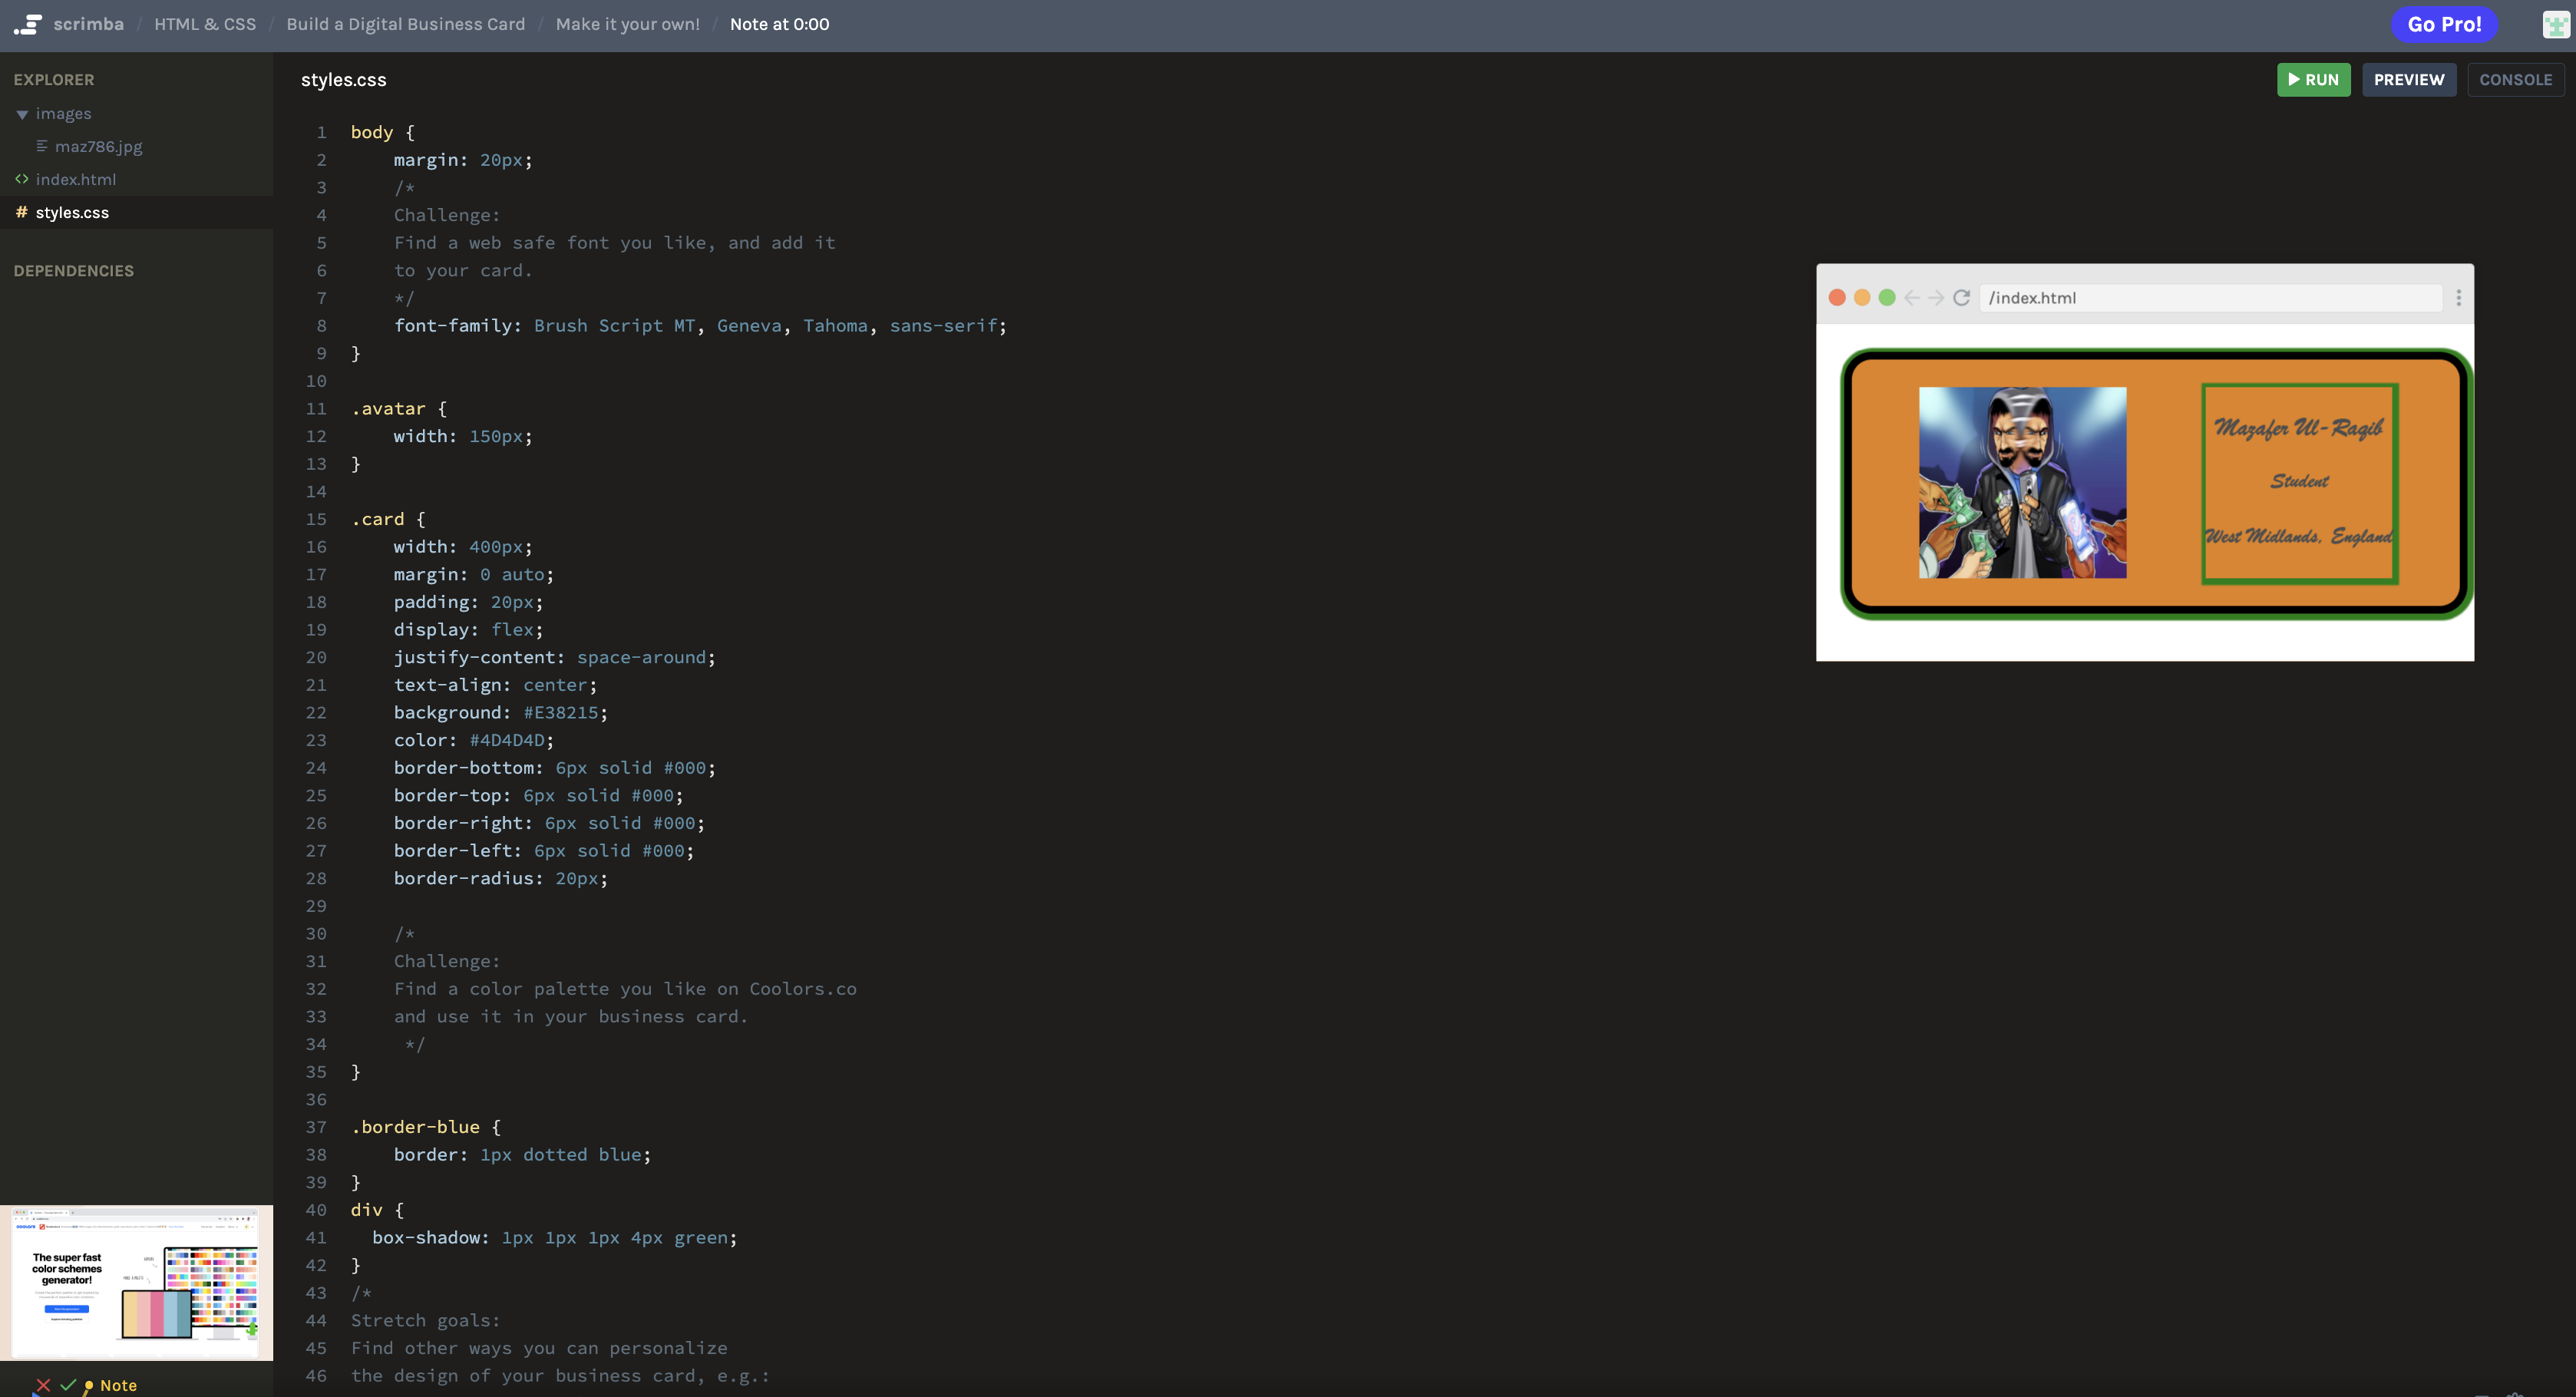 scrimba / HTML & CSS / Build a Digital Business Card / Make it your own! / Note at 0:00
Go Pro!
EXPLORER
images
maz786.jpg
index.html
# styles.css
DEPENDENCIES
styles.css
RUN
PREVIEW
CONSOLE
1 body {
2 margin: 20px;
3 /*
4 Challenge:
5 Find a web safe font you like, and add it
6 to your card.
7 */
8 font-family: Brush Script MT, Geneva, Tahoma, sans-serif;
9 }
10
11 .avatar {
12 width: 150px;
13 }
14
15 .card {
16 width: 400px;
17 margin: 0 auto;
18 padding: 20px;
19 display: flex;
20 justify-content: space-around;
21 text-align: center;
22 background: #E38215;
23 color: #4D4D4D;
24 border-bottom: 6px solid #000;
25 border-top: 6px solid #000;
26 border-right: 6px solid #000;
27 border-left: 6px solid #000;
28 border-radius: 20px;
29
30 /*
31 Challenge:
32 Find a color palette you like on Coolors.co
33 and use it in your business card.
34 */
35 }
36
37 .border-blue {
38 border: 1px dotted blue;
39 }
40 div {
41 box-shadow: 1px 1px 1px 4px green;
42 }
43 /*
44 Stretch goals:
45 Find other ways you can personalize
46 the design of your business card, e.g.:
/index.html
Mazafer Ul-Raqib
Student
West Midlands, England
The super fast
color schemes
generator!
Note